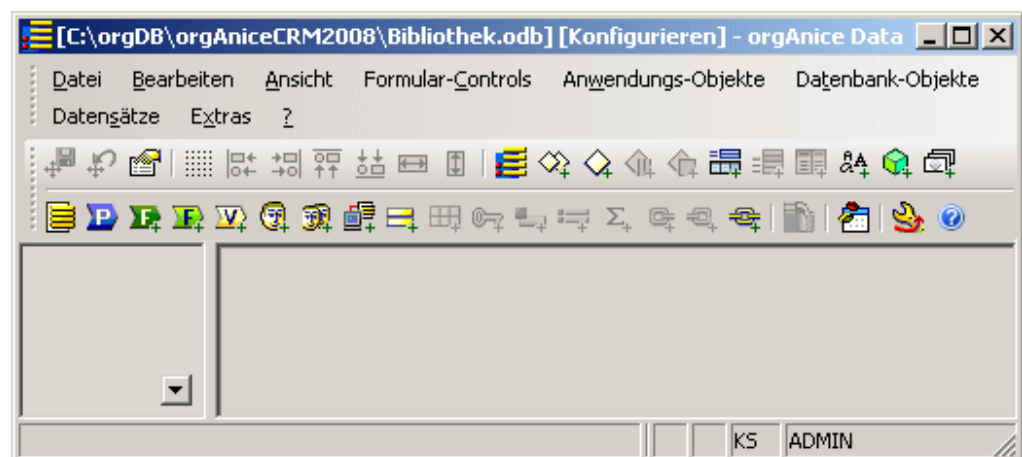 [C:\orgDB\orgAniceCRM2008\Bibliothek.odb] [Konfigurieren] - orgAnice Data
Datei Bearbeiten Ansicht Formular-Controls Anwendungs-Objekte Datenbank-Objekte
Datensätze Extras ?
KS ADMIN